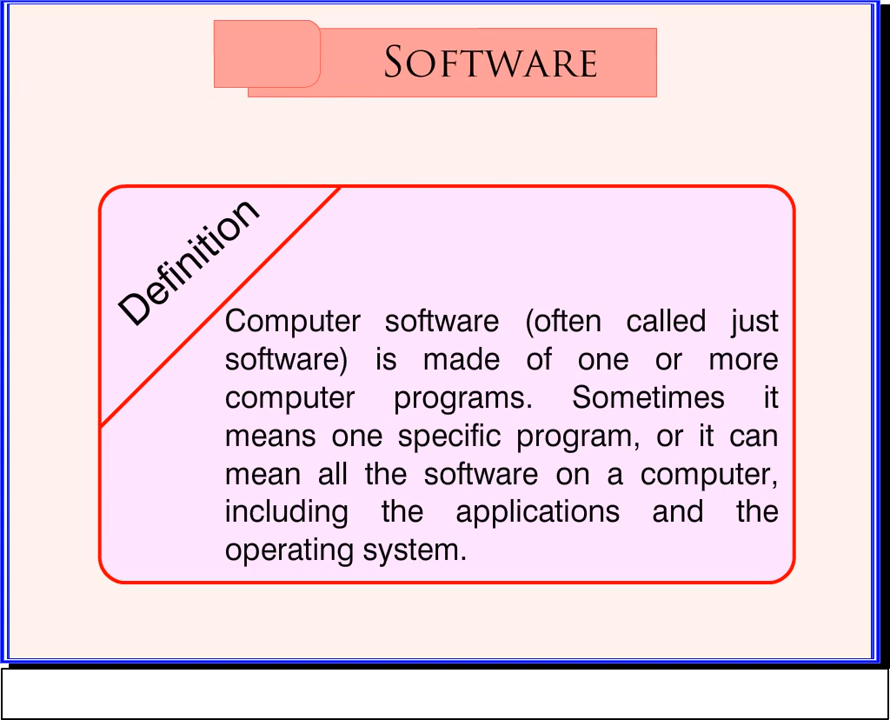 SOFTWARE
Definition
Computer software (often called just
software) is made of one or more
computer programs. Sometimes it
means one specific program, or it can
mean all the software on a computer,
including the applications and the
operating system.